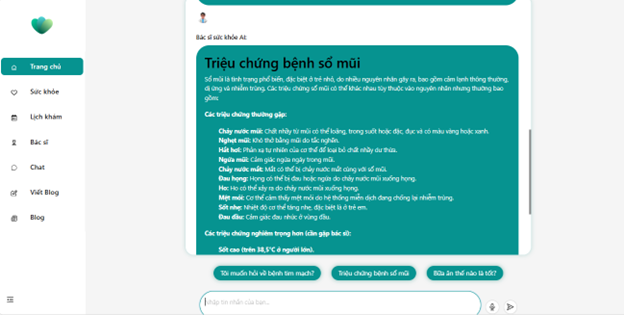 Trang chủ
Sức khỏe
Lịch khám
Bác sĩ
Chat
Viết Blog
Blog
Bác sĩ sức khỏe AI:
Triệu chứng bệnh sổ mũi
Sổ mũi là tình trạng phổ biến, đặc biệt ở trẻ nhỏ, do nhiều nguyên nhân gây ra, bao gồm cảm lạnh thông thường,
dị ứng và nhiễm trùng. Các triệu chứng sổ mũi có thể khác nhau tùy thuộc vào nguyên nhân nhưng thường bao
gồm:
Các triệu chứng thường gặp:
Chảy nước mũi: Chất nhầy từ mũi có thể loãng, trong suốt hoặc đặc, đục và có màu vàng hoặc xanh.
Nghẹt mũi: Khó thở bằng mũi do tắc nghẽn.
Hắt hơi: Phản xạ tự nhiên của cơ thể để loại bỏ chất nhầy dư thừa.
Ngứa mũi: Cảm giác ngứa ngáy trong mũi.
Chảy nước mắt: Mắt có thể bị chảy nước mắt cùng với sổ mũi.
Đau họng: Họng có thể bị đau hoặc ngứa do chảy nước mũi xuống họng.
Ho: Ho có thể xảy ra do chảy nước mũi xuống họng.
Mệt mỏi: Cơ thể cảm thấy mệt mỏi do hệ thống miễn dịch đang chống lại nhiễm trùng.
Sốt nhẹ: Nhiệt độ cơ thể tăng nhẹ, đặc biệt là ở trẻ em.
Đau đầu: Cảm giác đau nhức ở vùng đầu.
Các triệu chứng nghiêm trọng hơn (cần gặp bác sĩ):
Sốt cao (trên 38,5°C ở người lớn).
Tôi muốn hỏi về bệnh tim mạch?
Triệu chứng bệnh sổ mũi
Bữa ăn thế nào là tốt?
Nhập tin nhắn của bạn...